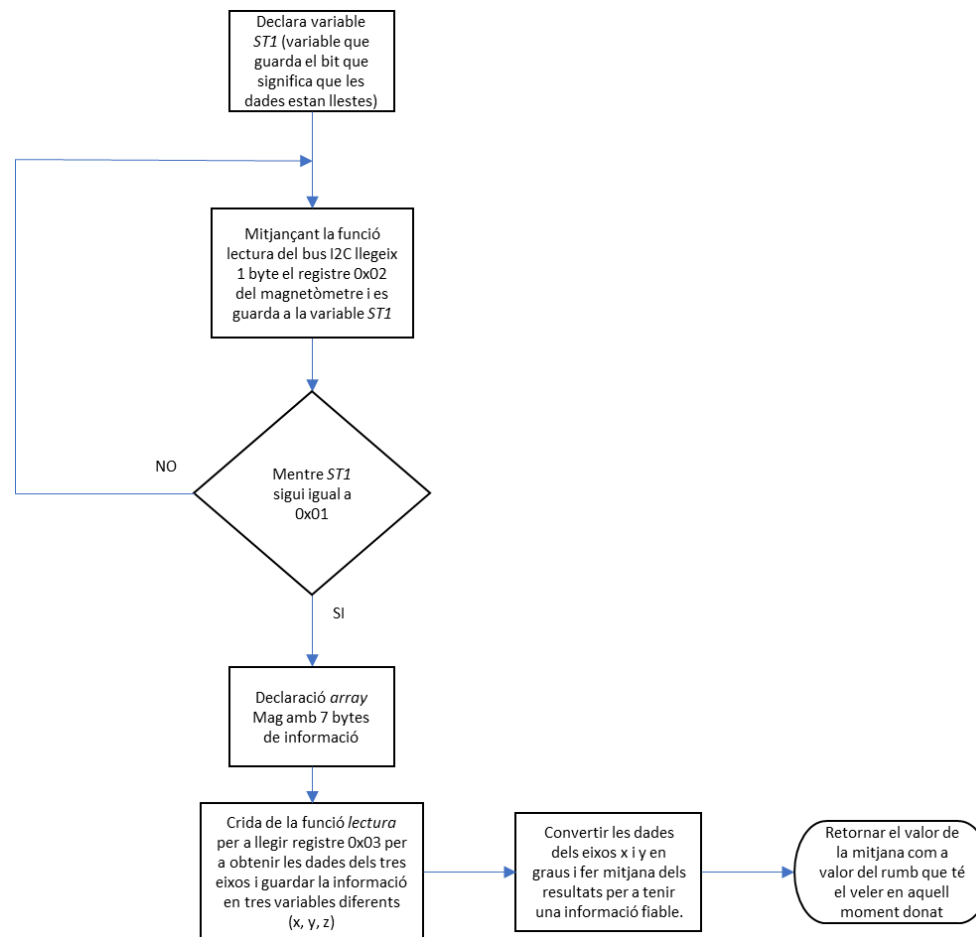 Declara variable
ST1 (variable que
guarda el bit que
significa que les
dades estan llestes)
Mitjançant la funció
lectura del bus I2C llegeix
1 byte el registre 0x02
del magnetòmetre i es
guarda a la variable ST1
NO
Mentre ST1
sigui igual a
0x01
SI
Declaració array
Mag amb 7 bytes
de informació
Crida de la funció lectura
per a llegir registre 0x03 per
a obtenir les dades dels tres
eixos i guardar la informació
en tres variables diferents
(x, y, z)
Convertir les dades
dels eixos x i y en
graus i fer mitjana dels
resultats per a tenir
una informació fiable.
Retornar el valor de
la mitjana com a
valor del rumb que té
el veler en aquell
moment donat